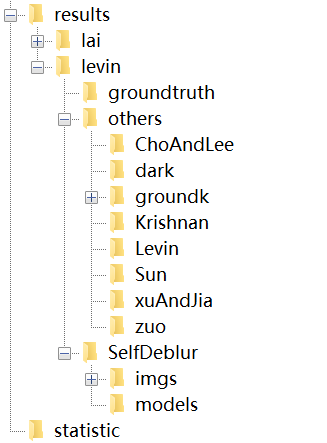 results
lai
levin
groundtruth
others
ChoAndLee
dark
groundk
Krishnan
Levin
Sun
xuAndJia
zuo
SelfDeblur
imgs
models
statistic